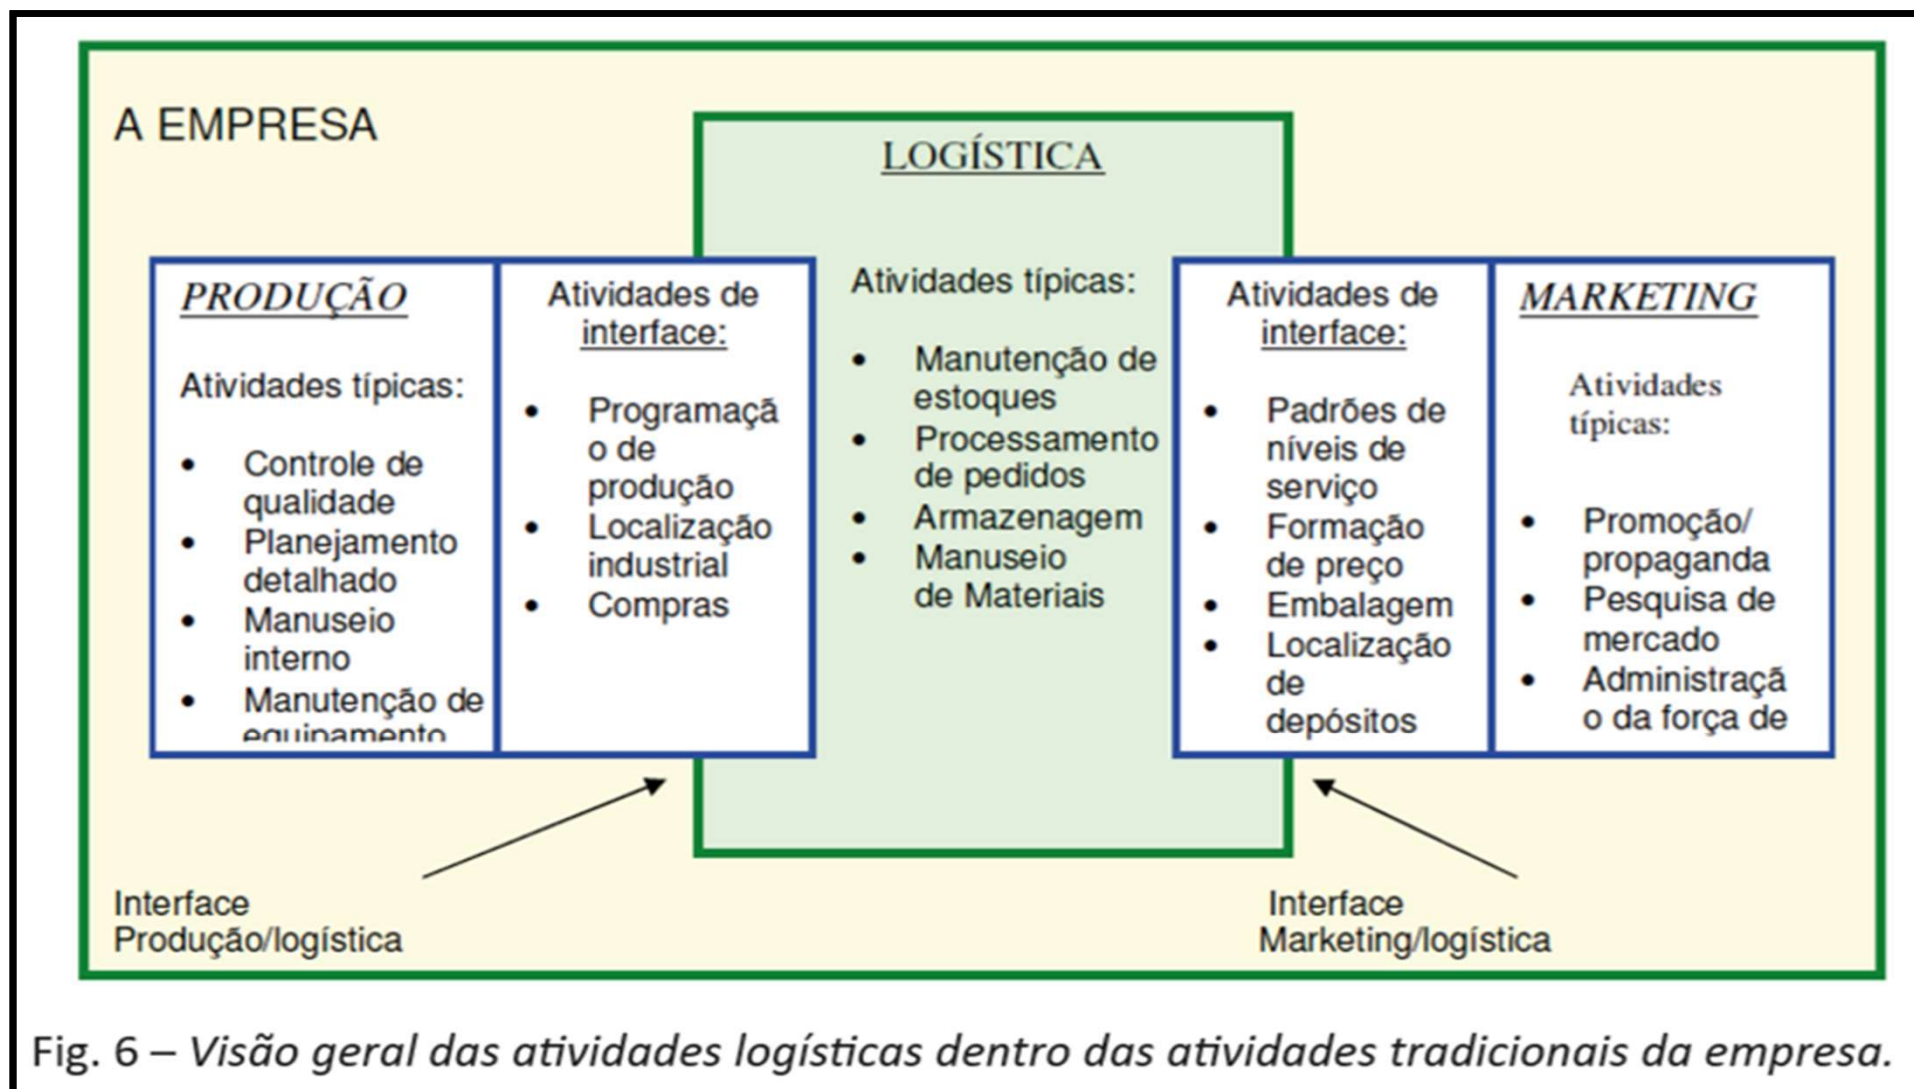 A EMPRESA
LOGÍSTICA
Atividades típicas:
• Manutenção de
estoques
• Processamento
de pedidos
• Armazenagem
• Manuseio
de Materiais
PRODUÇÃO
Atividades típicas:
• Controle de
qualidade
• Planejamento
detalhado
• Manuseio
interno
• Manutenção de
equipamento
Atividades de
interface:
• Programaçã
o de
produção
• Localização
industrial
• Compras
Atividades de
interface:
• Padrões de
níveis de
serviço
• Formação
de preço
• Embalagem
• Localização
de
depósitos
MARKETING
Atividades
típicas:
• Promoção/
propaganda
• Pesquisa de
mercado
• Administraçã
o da força de
Interface
Produção/logística
Interface
Marketing/logística
Fig. 6 – Visão geral das atividades logísticas dentro das atividades tradicionais da empresa.